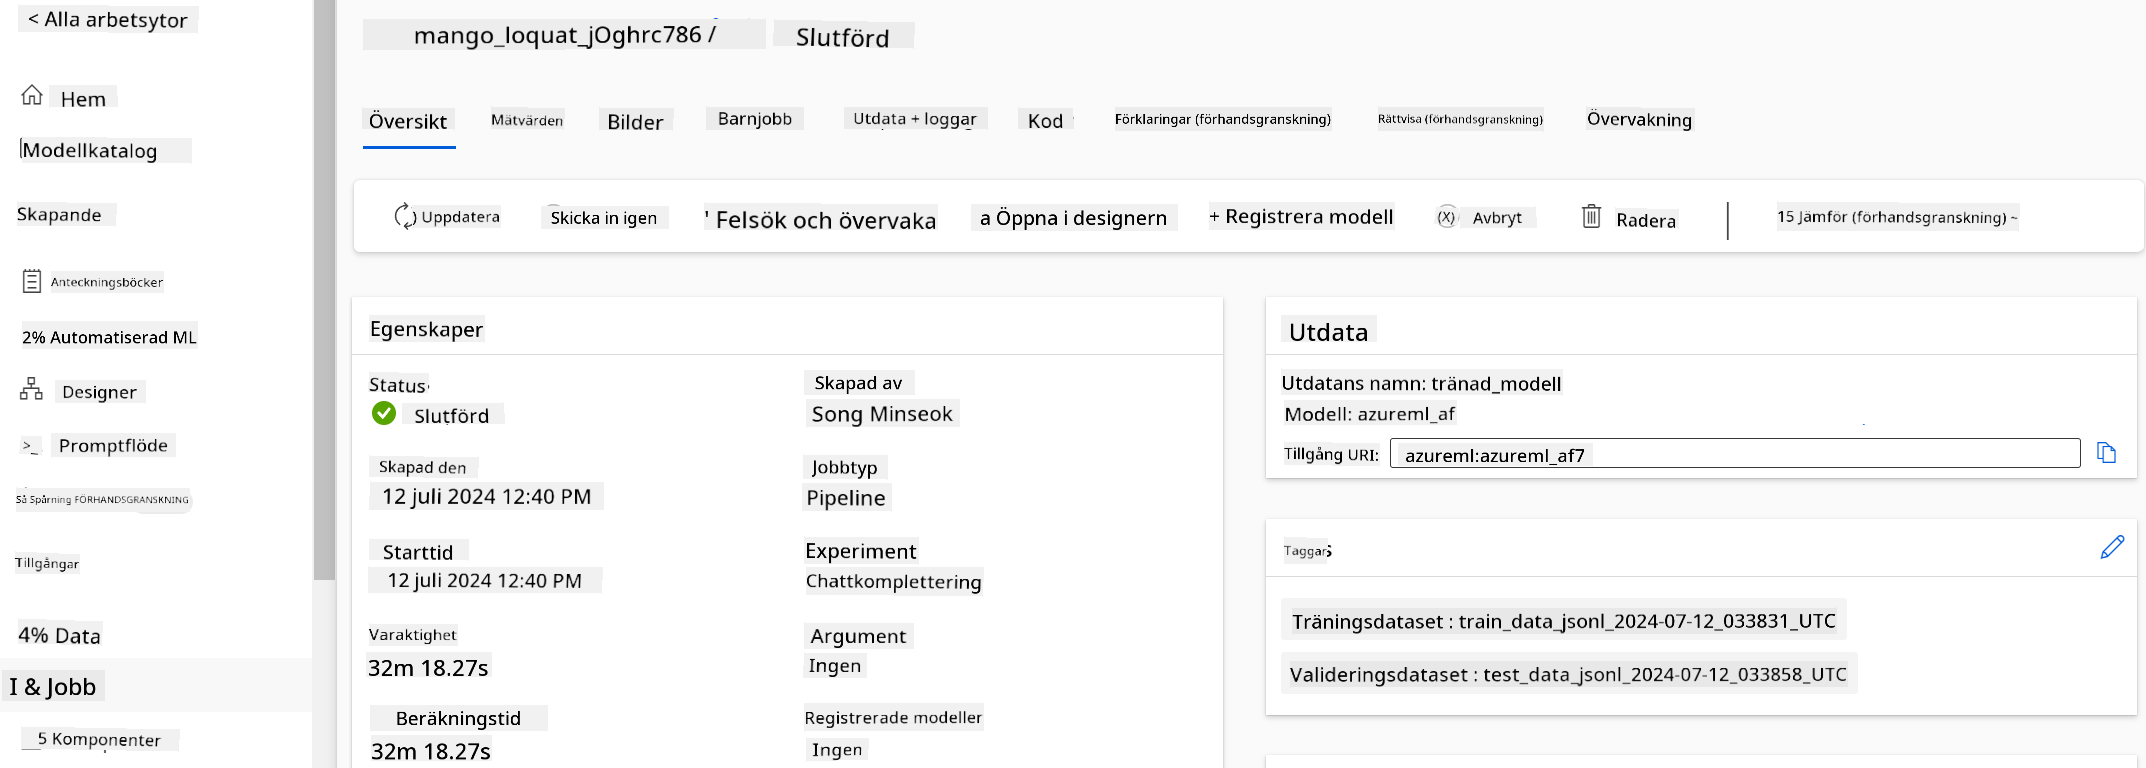 < Alla arbetsytor
Hem
Modellkatalog
Skapande
Anteckningsböcker
2% Automatiserad ML
Designer
>_ Promptflöde
Så Spårning FÖRHANDSGRANSKNING
Tillgångar
4% Data
I & Jobb
5 Komponenter
mango_loquat_jOghrc786 / Slutförd
Översikt Mätvärden Bilder Barnjobb Utdata + loggar Kod Förklaringar (förhandsgranskning) Rättvisa (förhandsgranskning) Övervakning
Uppdatera Skicka in igen ' Felsök och övervaka a Öppna i designern + Registrera modell (X) Avbryt Radera 15 Jämför (förhandsgranskning) ~
Egenskaper
Status
Slutförd
Skapad den
12 juli 2024 12:40 PM
Starttid
12 juli 2024 12:40 PM
Varaktighet
32m 18.27s
Beräkningstid
32m 18.27s
Skapad av
Song Minseok
Jobbtyp
Pipeline
Experiment
Chattkomplettering
Argument
Ingen
Registrerade modeller
Ingen
Utdata
Utdatans namn: tränad_modell
Modell: azureml_af
Tillgång URI: azureml:azureml_af7
Taggar
Träningsdataset : train_data_jsonl_2024-07-12_033831_UTC
Valideringsdataset : test_data_jsonl_2024-07-12_033858_UTC